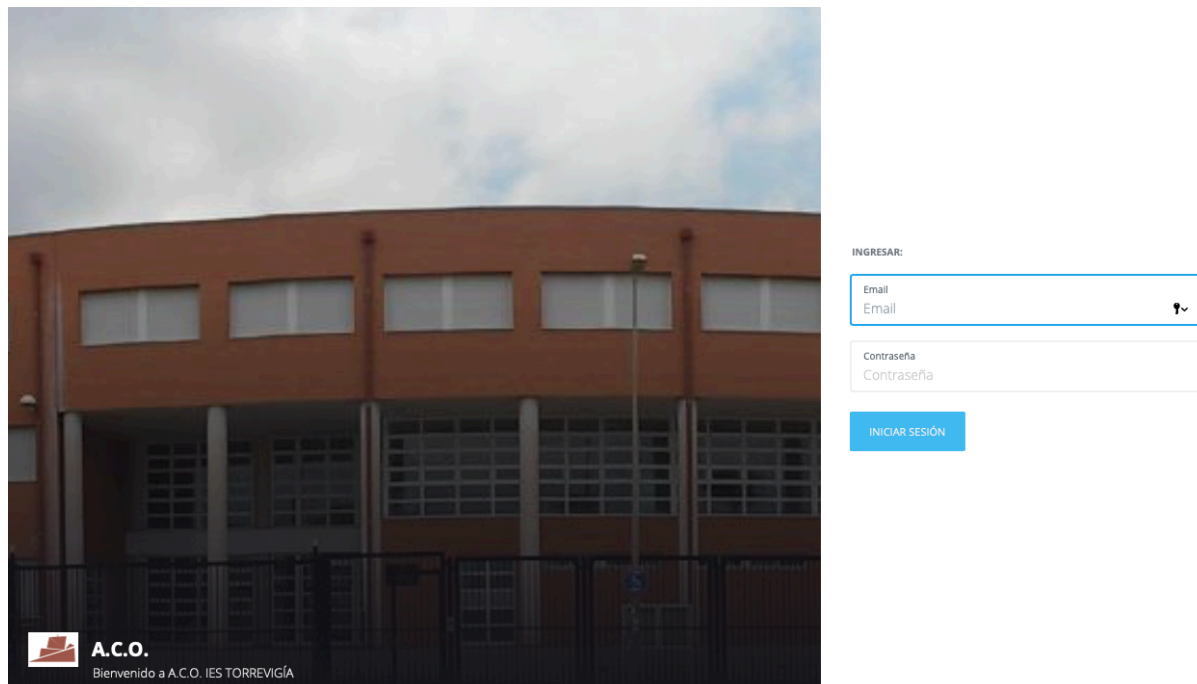 A.C.O.
Bienvenido a A.C.O. IES TORREVIGÍA
INGRESAR:
Email
Email
Contraseña
Contraseña
INICIAR SESIÓN